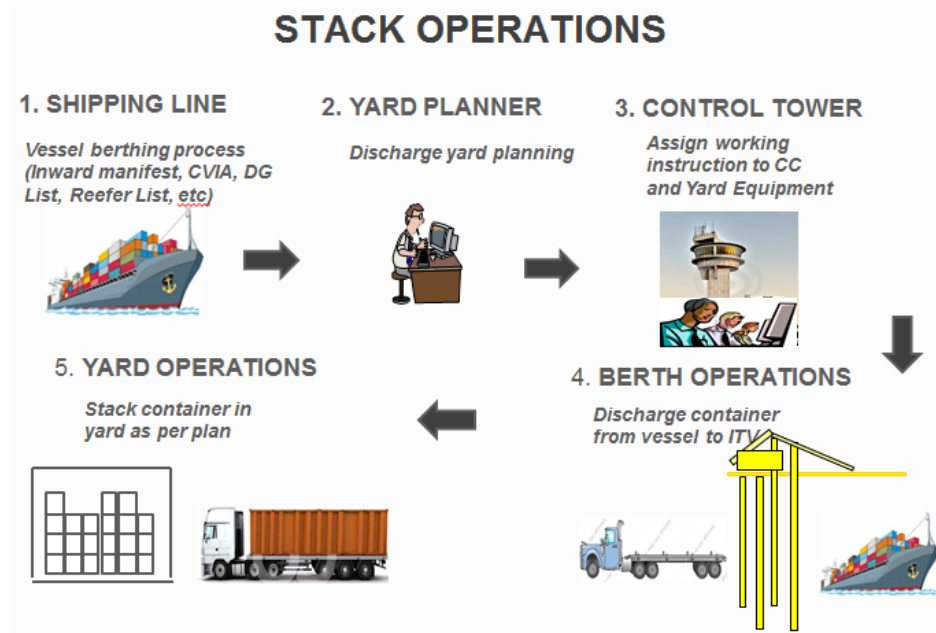 STACK OPERATIONS
1. SHIPPING LINE
Vessel berthing process
(Inward manifest, CVIA, DG
List, Reefer List, etc)
2. YARD PLANNER
Discharge yard planning
3. CONTROL TOWER
Assign working
instruction to CC
and Yard Equipment
4. BERTH OPERATIONS
Discharge container
from vessel to ITV
5. YARD OPERATIONS
Stack container in
yard as per plan